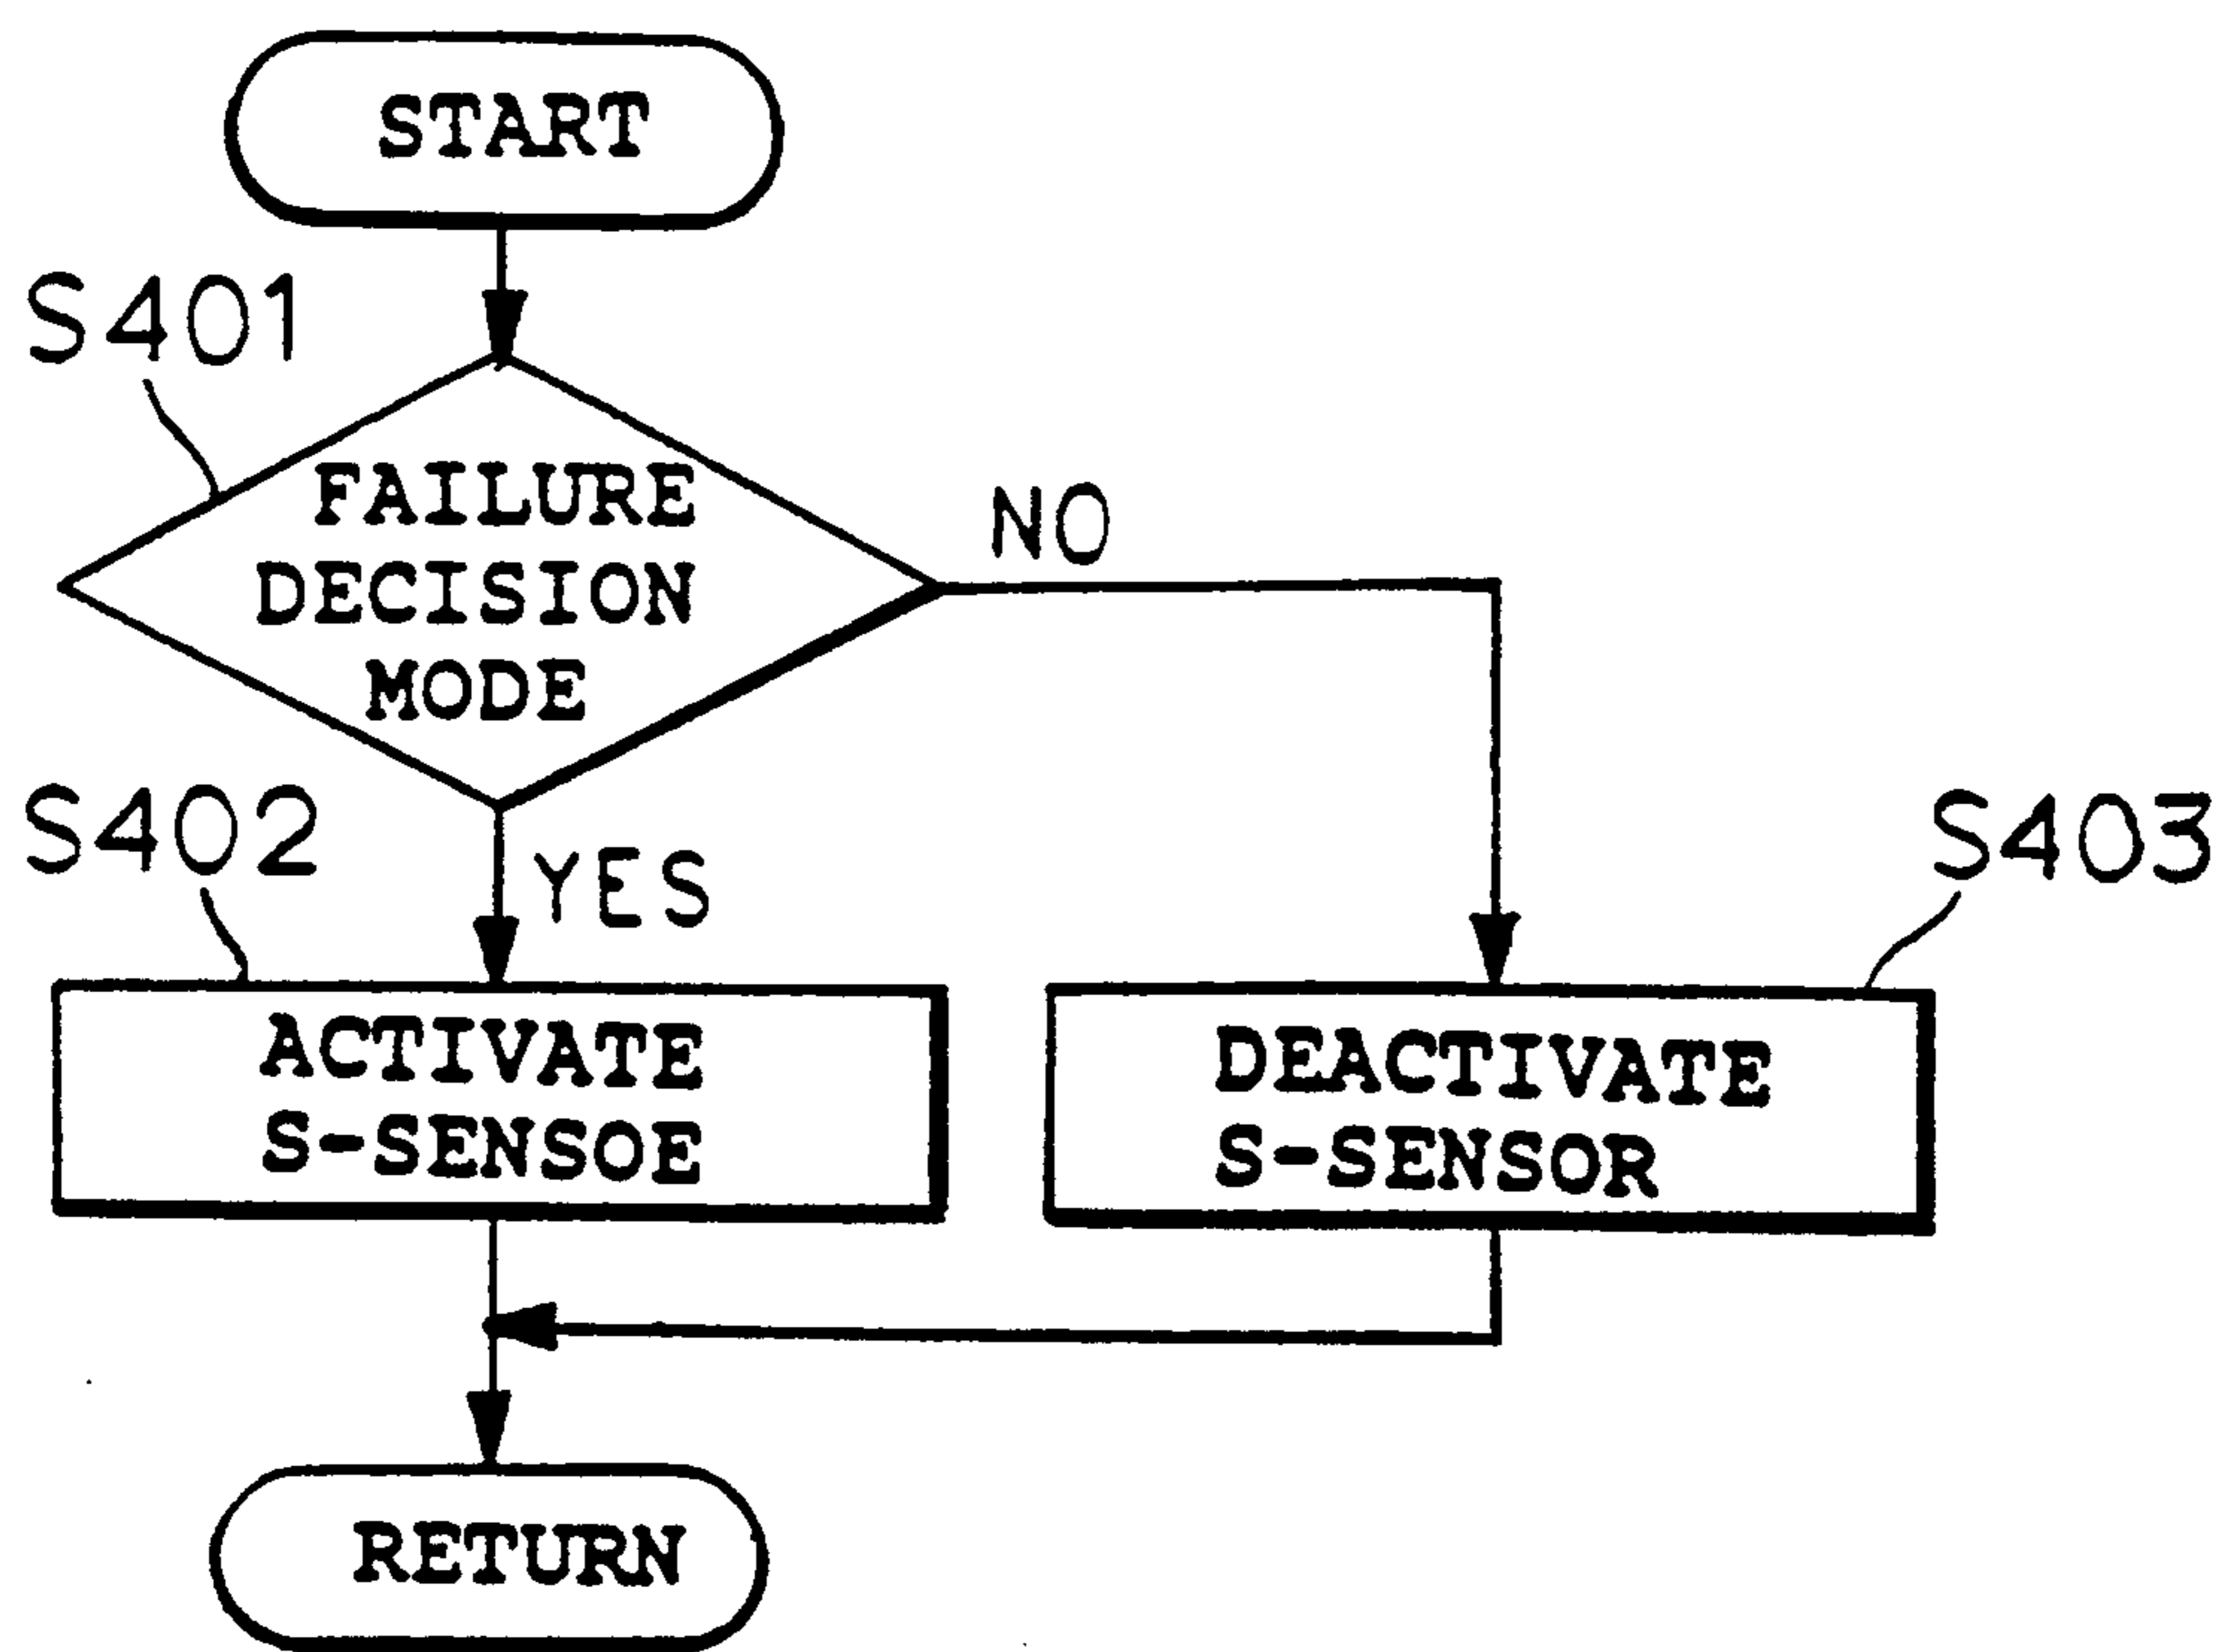 START
S401
FAILURE
DECISION
MODE
NO
S402
YES
S403
ACTIVATE
S-SENSOE
DEACTIVATE
S-SENSOR
RETURN